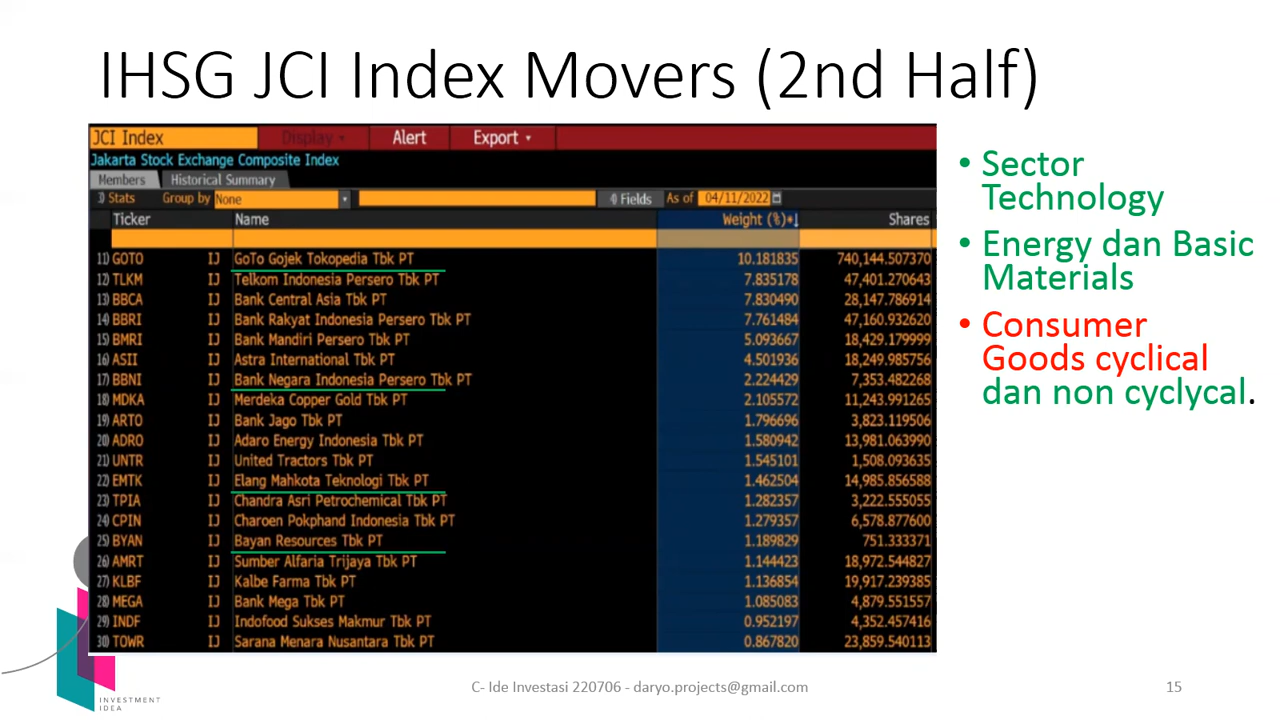 IHSG JCI Index Movers (2nd Half)
JCI Index Display Alert Export
Jakarta Stock Exchange Composite Index
Members Historical Summary
Stats Group by None Fields As of 04/11/2022
Ticker Name Weight (%) Shares
11) GOTO IJ GoTo Gojek Tokopedia Tbk PT 10.181835 740,144.507370
12) TLKM IJ Telkom Indonesia Persero Tbk PT 7.835178 47,401.270643
13) BBCA IJ Bank Central Asia Tbk PT 7.830490 28,147.786914
14) BBRI IJ Bank Rakyat Indonesia Persero Tbk PT 7.761484 47,160.932620
15) BMRI IJ Bank Mandiri Persero Tbk PT 5.093667 18,429.179999
16) ASII IJ Astra International Tbk PT 4.501936 18,249.985756
17) BBNI IJ Bank Negara Indonesia Persero Tbk PT 2.224429 7,353.482268
18) MDKA IJ Merdeka Copper Gold Tbk PT 2.105572 11,243.991265
19) ARTO IJ Bank Jago Tbk PT 1.796696 3,823.119506
20) ADRO IJ Adaro Energy Indonesia Tbk PT 1.580942 13,981.063990
21) UNTR IJ United Tractors Tbk PT 1.545101 1,508.093635
22) EMTK IJ Elang Mahkota Teknologi Tbk PT 1.462504 14,985.856588
23) TPIA IJ Chandra Asri Petrochemical Tbk PT 1.282357 3,222.555055
24) CPIN IJ Charoen Pokphand Indonesia Tbk PT 1.279357 6,578.877600
25) BYAN IJ Bayan Resources Tbk PT 1.189829 751.333371
26) AMRT IJ Sumber Alfaria Trijaya Tbk PT 1.144423 18,972.544827
27) KLBF IJ Kalbe Farma Tbk PT 1.136854 19,917.239385
28) MEGA IJ Bank Mega Tbk PT 1.085083 4,879.551557
29) INDF IJ Indofood Sukses Makmur Tbk PT 0.952197 4,352.457416
30) TOWR IJ Sarana Menara Nusantara Tbk PT 0.867820 23,859.540113
• Sector
Technology
• Energy dan Basic
Materials
• Consumer
Goods cyclical
dan non cyclycal.
INVESTMENT
IDEA
C- Ide Investasi 220706 - daryo.projects@gmail.com
15